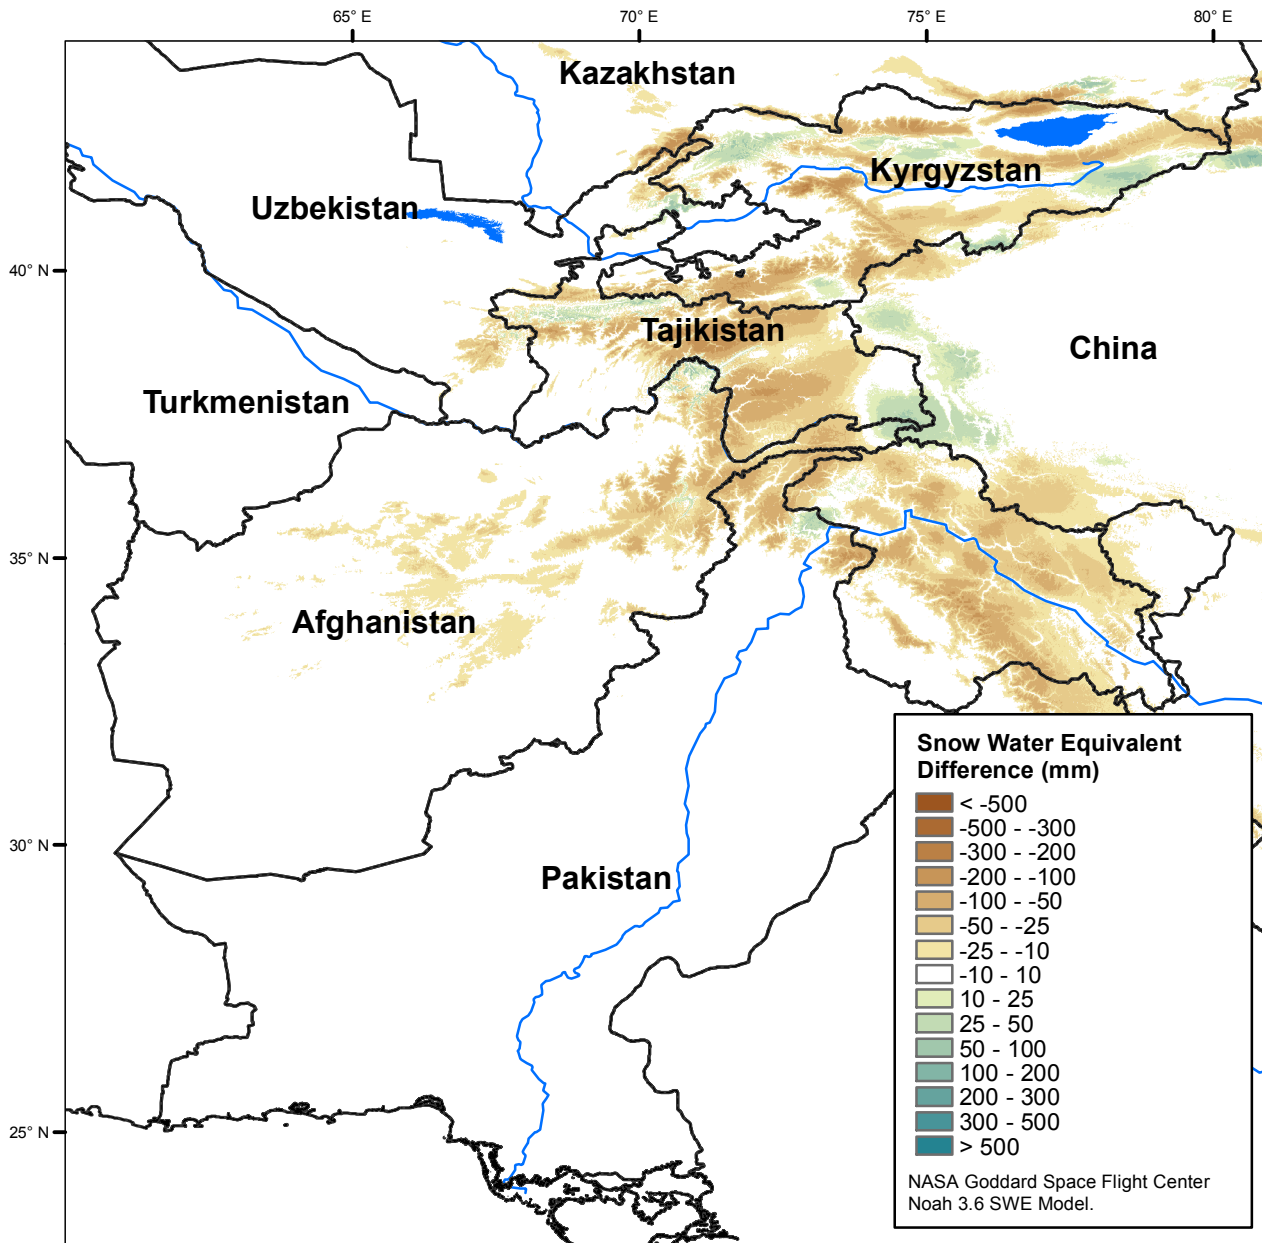 65° E
70° E
75° E
80° E
Kazakhstan
Kyrgyzstan
Uzbekistan
40° N
Tajikistan
China
Turkmenistan
35° N
Afghanistan
Snow Water Equivalent
Difference (mm)
< -500
-500 - -300
-300 - -200
-200 - -100
-100 - -50
-50 - -25
-25 - -10
-10 - 10
10 - 25
25 - 50
50 - 100
100 - 200
200 - 300
300 - 500
> 500
30° N
Pakistan
25° N
NASA Goddard Space Flight Center
Noah 3.6 SWE Model.